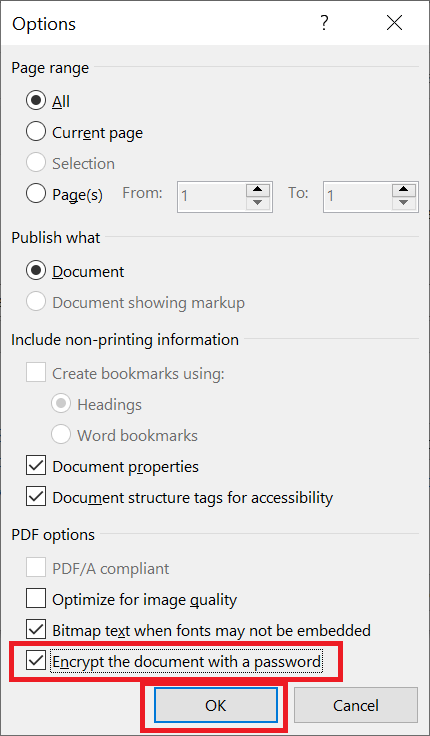 Options ?
Page range
All
Current page
Selection
Page(s) From: 1 To: 1
Publish what
Document
Document showing markup
Include non-printing information
Create bookmarks using:
Headings
Word bookmarks
Document properties
Document structure tags for accessibility
PDF options
PDF/A compliant
Optimize for image quality
Bitmap text when fonts may not be embedded
Encrypt the document with a password
OK Cancel